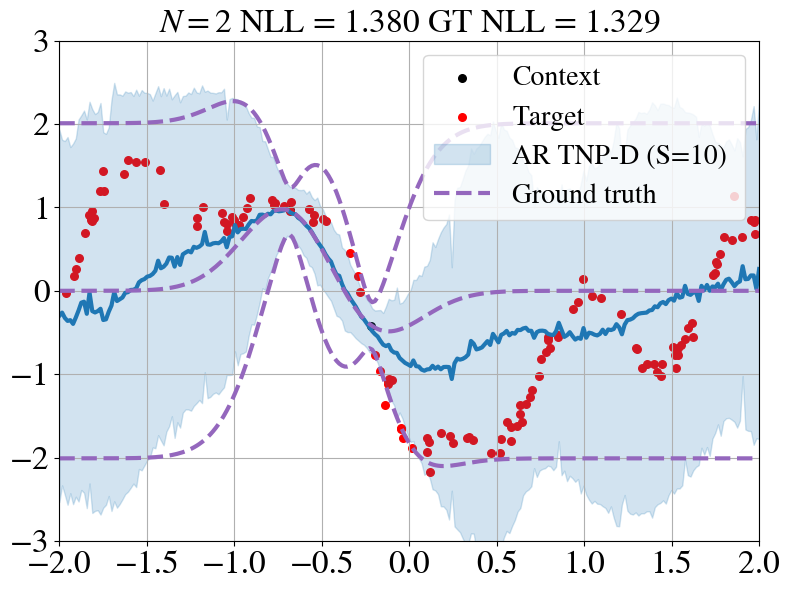 N = 2 NLL = 1.380 GT NLL = 1.329
3
2
1
0
−1
−2
−3
Context
Target
AR TNP-D (S=10)
Ground truth
−2.0 −1.5 −1.0 −0.5 0.0 0.5 1.0 1.5 2.0